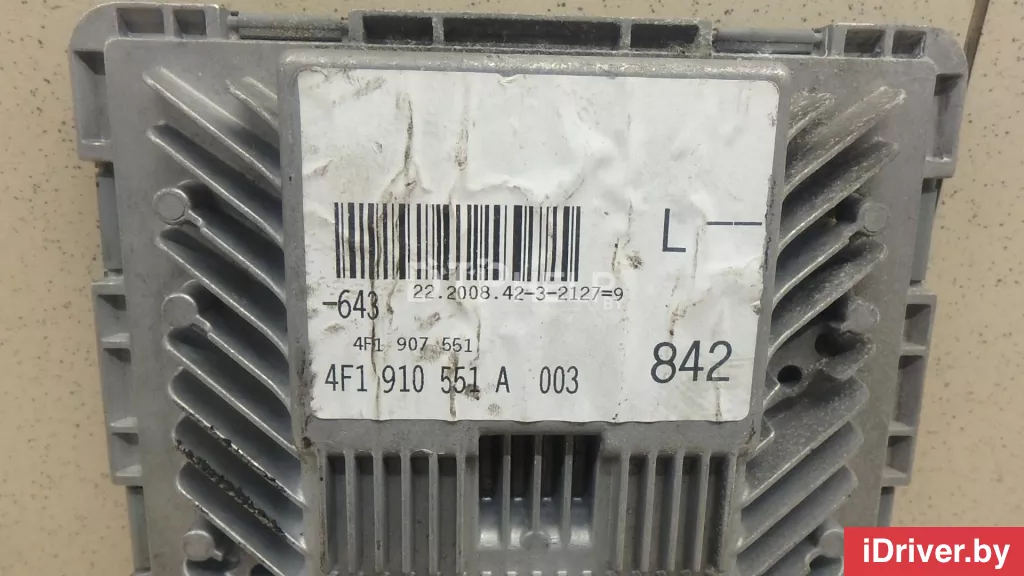 L —
-643
22.2008.42-3-2127=9
4F1 907 551
4F1 910 551 A 003
842
iDriver.by